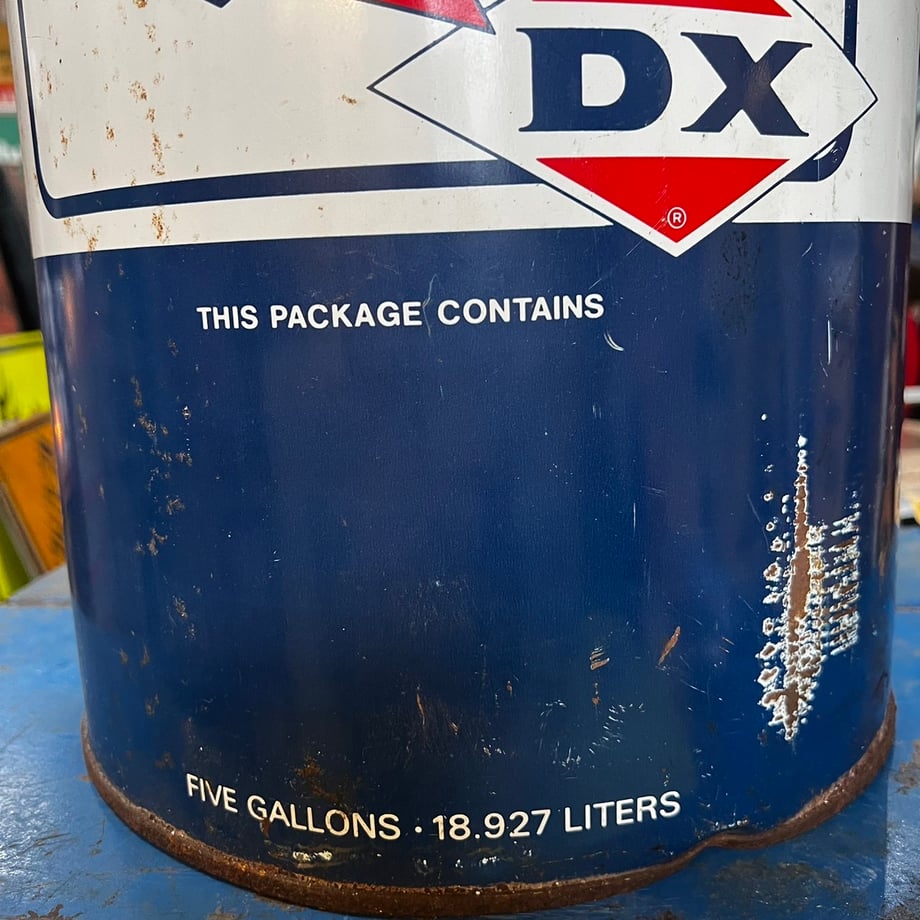 DX
®
THIS PACKAGE CONTAINS
FIVE GALLONS · 18.927 LITERS